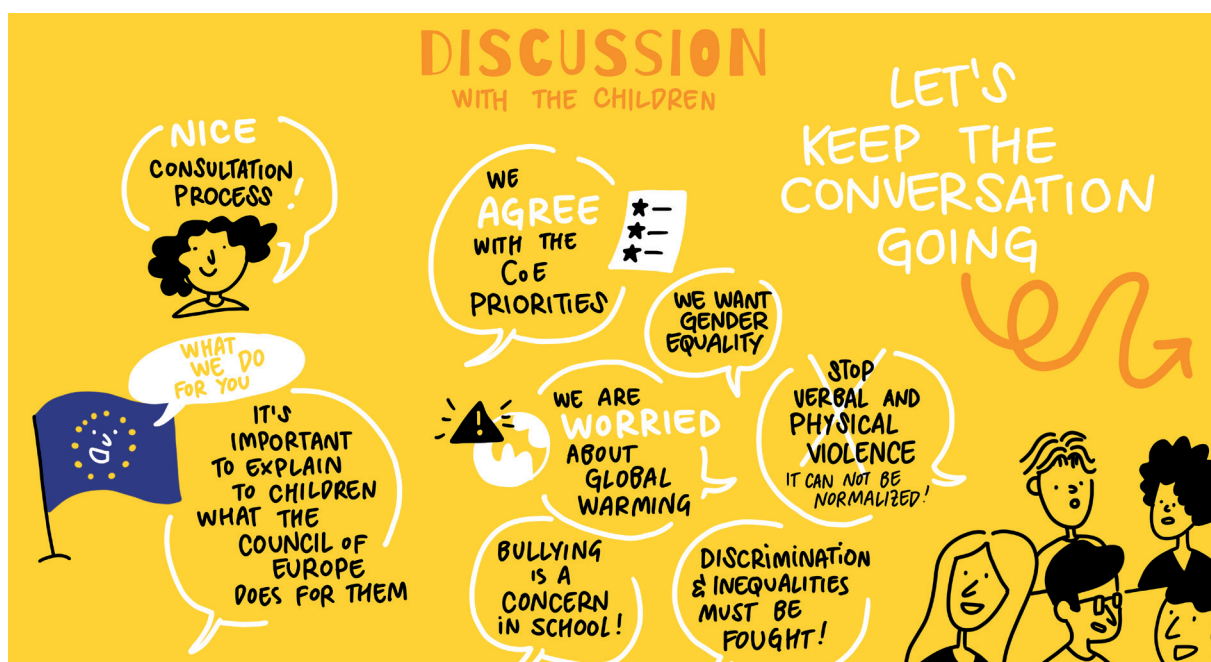 DISCUSSION
WITH THE CHILDREN
NICE
CONSULTATION
PROCESS!
WHAT
WE DO
FOR YOU
IT'S
IMPORTANT
TO EXPLAIN
TO CHILDREN
WHAT THE
COUNCIL OF
EUROPE
DOES FOR THEM
WE
AGREE
WITH THE
CoE
PRIORITIES
WE WANT
GENDER
EQUALITY
WE ARE
WORRIED
ABOUT
GLOBAL
WARMING
STOP
VERBAL AND
PHYSICAL
VIOLENCE
IT CAN NOT BE
NORMALIZED!
BULLYING
IS A
CONCERN
IN SCHOOL!
DISCRIMINATION
& INEQUALITIES
MUST BE
FOUGHT!
LET'S
KEEP THE
CONVERSATION
GOING